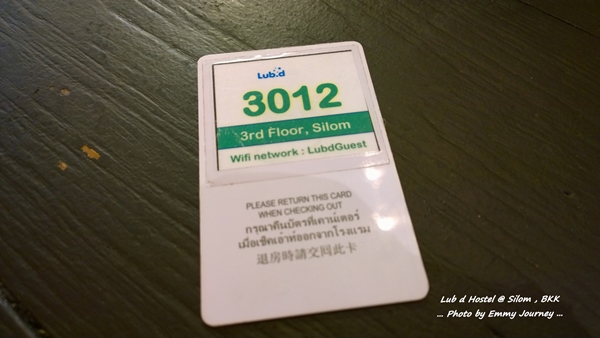 Lub d
3012
3rd Floor, Silom
Wifi network : LubdGuest
PLEASE RETURN THIS CARD
WHEN CHECKING OUT
กรุณาคืนบัตรที่เคาน์เตอร์
เมื่อเช็คเอ้าท์ออกจากโรงแรม
退房時請交回此卡
Lub d Hostel @ Silom , BKK
... Photo by Emmy Journey ...